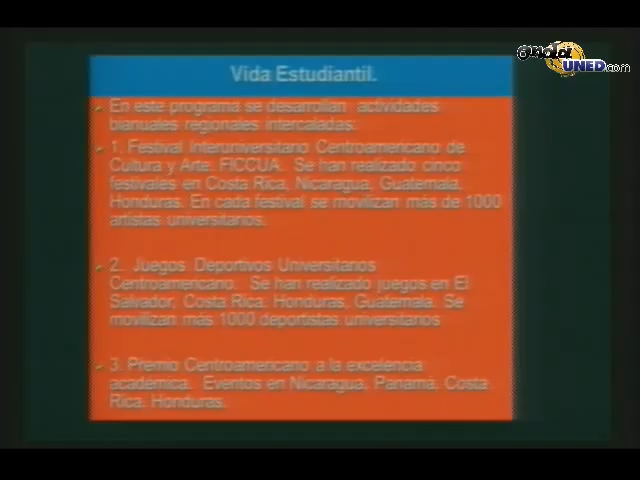 onda
UNED.com
Vida Estudiantil.
En este programa se desarrollan actividades
bianuales regionales intercaladas:
1. Festival Interuniversitario Centroamericano de
Cultura y Arte: FICCUA. Se han realizado cinco
festivales en Costa Rica, Nicaragua, Guatemala,
Honduras. En cada festival se movilizan más de 1000
artistas universitarios.
2. Juegos Deportivos Universitarios
Centroamericano. Se han realizado juegos en El
Salvador, Costa Rica. Honduras, Guatemala. Se
movilizan más 1000 deportistas universitarios
3. Premio Centroamericano a la excelencia
académica. Eventos en Nicaragua. Panamá. Costa
Rica. Honduras.